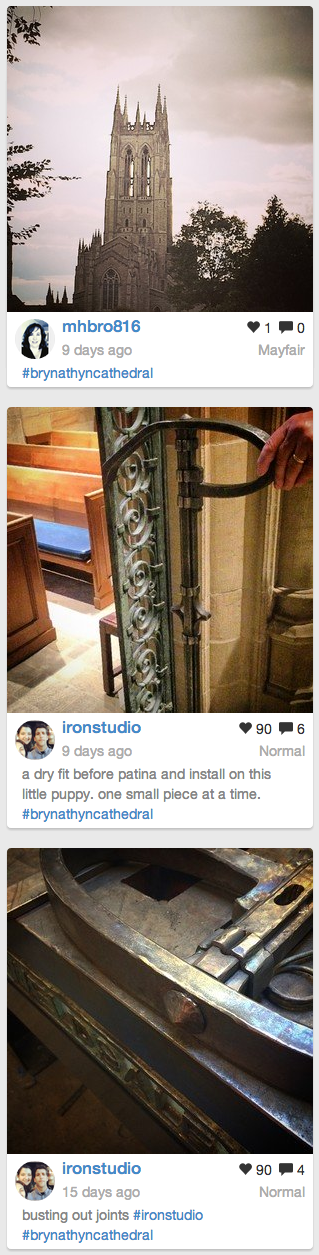 mhbro816 1 0
9 days ago Mayfair
#brynathyncathedral
ironstudio 90 6
9 days ago Normal
a dry fit before patina and install on this
little puppy. one small piece at a time.
#brynathyncathedral
ironstudio 90 4
15 days ago Normal
busting out joints #ironstudio
#brynathyncathedral